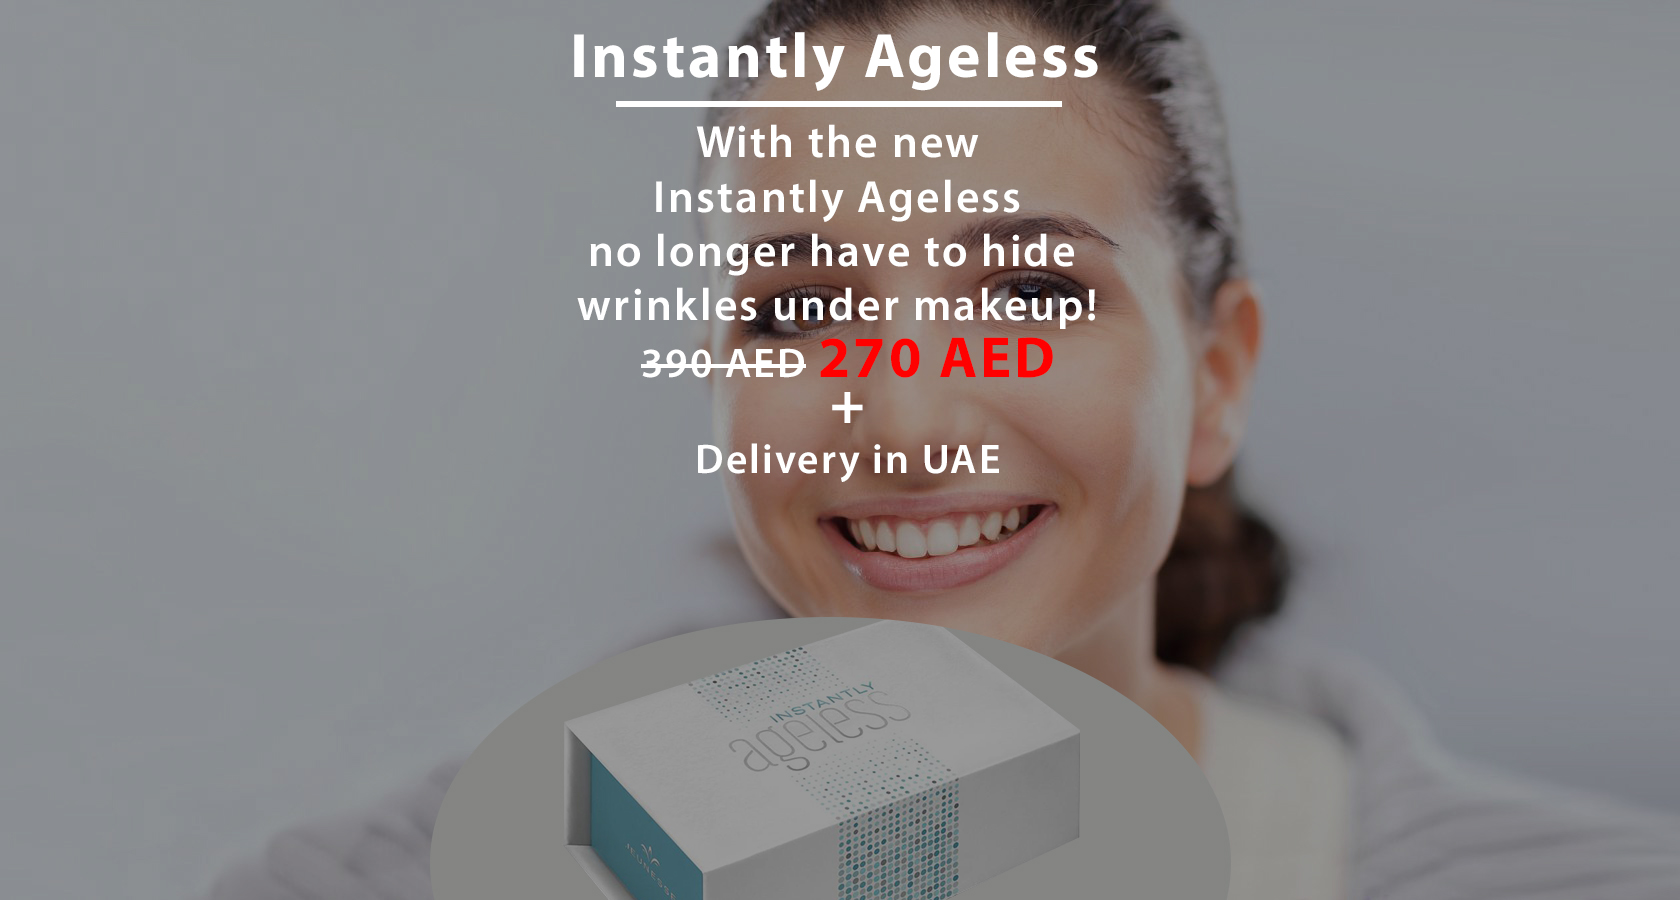 Instantly Ageless
With the new
Instantly Ageless
no longer have to hide
wrinkles under makeup!
390 AED 270 AED
+
Delivery in UAE
INSTANTLY
ageless
JEUNESSE